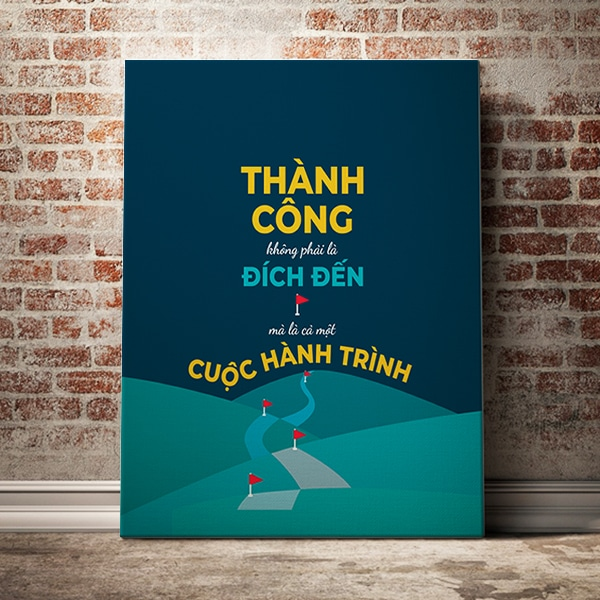 THÀNH
CÔNG
không phải là
ĐÍCH ĐẾN
mà là cả một
CUỘC HÀNH TRÌNH